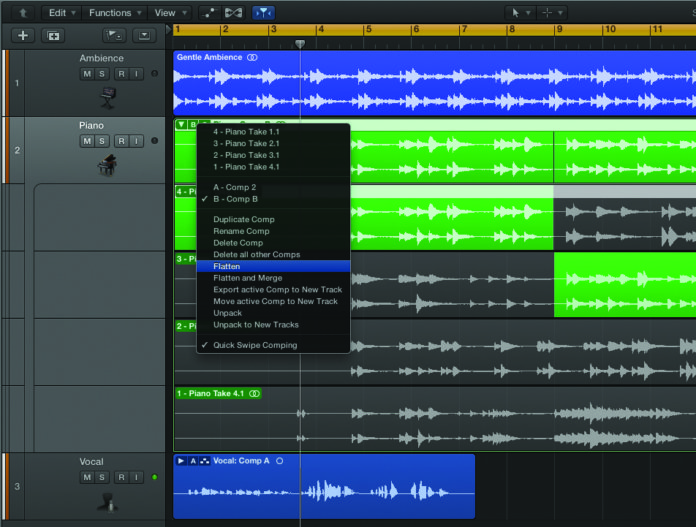 Edit Functions View
1 2 3 4 5 6 7 8 9 10 11
Ambience
M S R I
1
Gentle Ambience
Piano
M S R I
2
B
4 - Piano Take 1.1
3 - Piano Take 2.1
2 - Piano Take 3.1
1 - Piano Take 4.1
A - Comp 2
✓ B - Comp B
Duplicate Comp
Rename Comp
Delete Comp
Delete all other Comps
Flatten
Flatten and Merge
Export active Comp to New Track
Move active Comp to New Track
Unpack
Unpack to New Tracks
✓ Quick Swipe Comping
4 - Pi
3 - P
2 - Pi
1 - Piano Take 4.1
Vocal
M S R I
3
A Vocal: Comp A